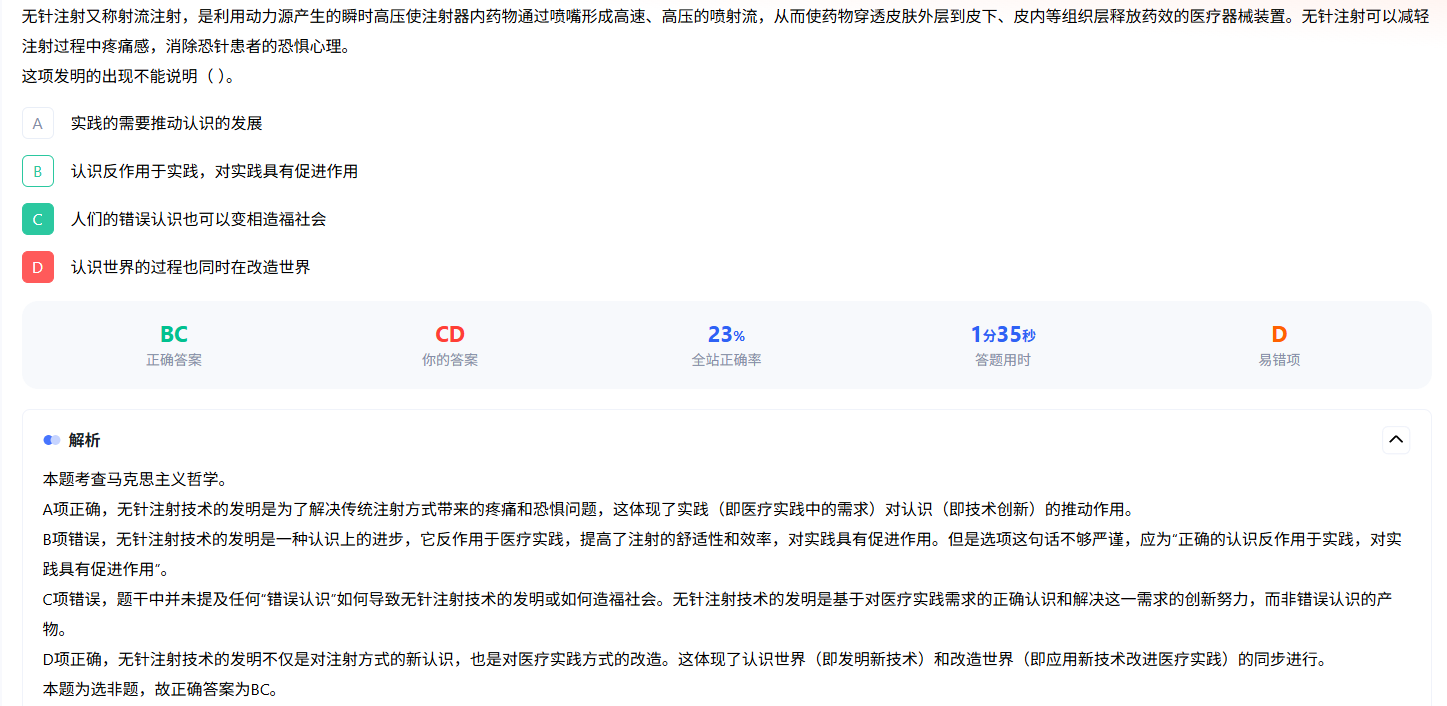 无针注射又称射流注射，是利用动力源产生的瞬时高压使注射器内药物通过喷嘴形成高速、高压的喷射流，从而使药物穿透皮肤外层到皮下、皮内等组织层释放药效的医疗器械装置。无针注射可以减轻
注射过程中疼痛感，消除恐针患者的恐惧心理。
这项发明的出现不能说明（ ）。
A 实践的需要推动认识的发展
B 认识反作用于实践，对实践具有促进作用
C 人们的错误认识也可以变相造福社会
D 认识世界的过程也同时在改造世界
BC CD 23% 1分35秒 D
正确答案 你的答案 全站正确率 答题用时 易错项
解析
本题考查马克思主义哲学。
A项正确，无针注射技术的发明是为了解决传统注射方式带来的疼痛和恐惧问题，这体现了实践（即医疗实践中的需求）对认识（即技术创新）的推动作用。
B项错误，无针注射技术的发明是一种认识上的进步，它反作用于医疗实践，提高了注射的舒适性和效率，对实践具有促进作用。但是选项这句话不够严谨，应为“正确的认识反作用于实践，对实
践具有促进作用”。
C项错误，题干中并未提及任何“错误认识”如何导致无针注射技术的发明或如何造福社会。无针注射技术的发明是基于对医疗实践需求的正确认识和解决这一需求的创新努力，而非错误认识的产
物。
D项正确，无针注射技术的发明不仅是对注射方式的新认识，也是对医疗实践方式的改造。这体现了认识世界（即发明新技术）和改造世界（即应用新技术改进医疗实践）的同步进行。
本题为选非题，故正确答案为BC。